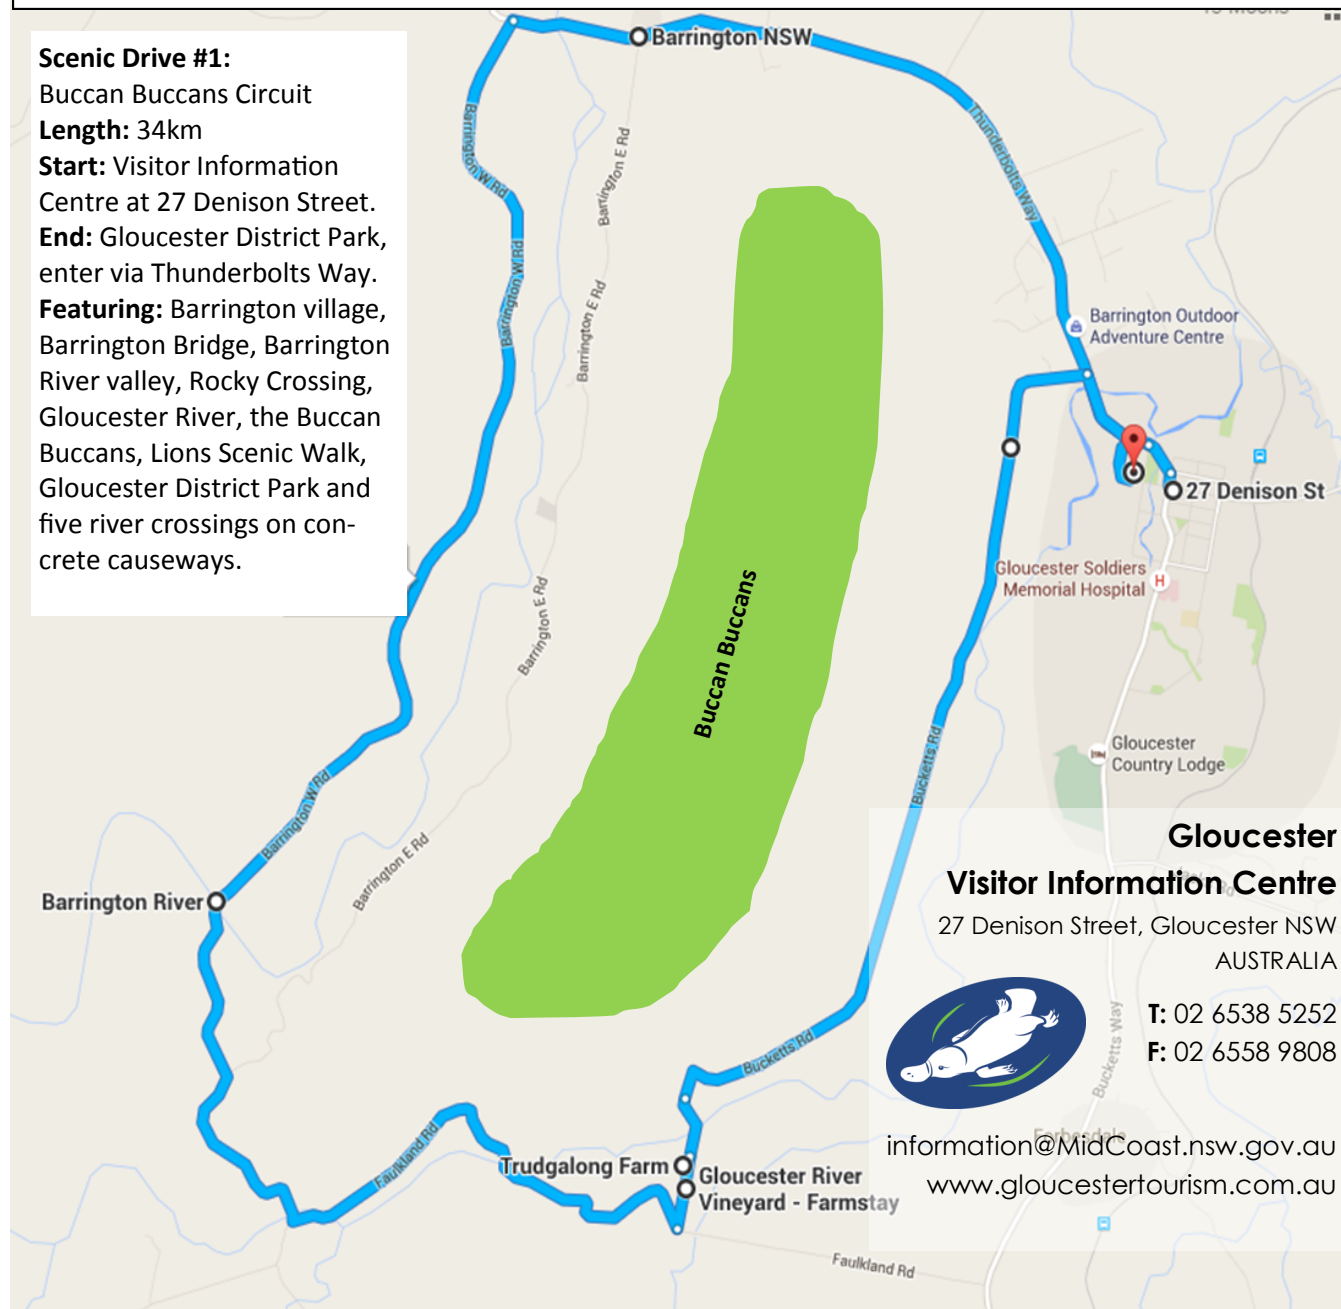 Scenic Drive #1:
Buccan Buccans Circuit
Length: 34km
Start: Visitor Information
Centre at 27 Denison Street.
End: Gloucester District Park,
enter via Thunderbolts Way.
Featuring: Barrington village,
Barrington Bridge, Barrington
River valley, Rocky Crossing,
Gloucester River, the Buccan
Buccans, Lions Scenic Walk,
Gloucester District Park and
five river crossings on con-
crete causeways.
Barrington NSW
Thunderbolts Way
Barrington W Rd
Barrington E Rd
Barrington W Rd
Barrington E Rd
Barrington Outdoor
Adventure Centre
27 Denison St
Gloucester Soldiers
Memorial Hospital
H
Barrington E Rd
Buccan Buccans
Bucketts Rd
Gloucester
Country Lodge
Barrington W Rd
Barrington E Rd
Barrington River
Gloucester
Visitor Information Centre
27 Denison Street, Gloucester NSW
AUSTRALIA
T: 02 6538 5252
F: 02 6558 9808
Bucketts Rd
Bucketts Way
Forbesdale
information@MidCoast.nsw.gov.au
www.gloucestertourism.com.au
Faulkland Rd
Trudgalong Farm
Gloucester River
Vineyard - Farmstay
Faulkland Rd